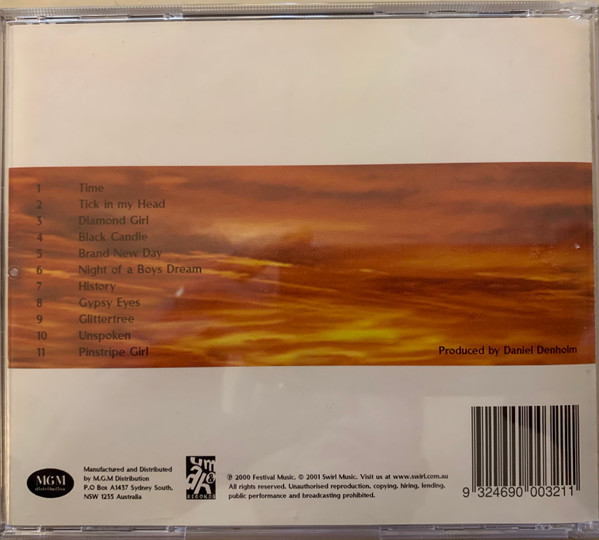 1 Time
2 Tick in my Head
3 Diamond Girl
4 Black Candle
5 Brand New Day
6 Night of a Boys Dream
7 History
8 Gypsy Eyes
9 Glittertree
10 Unspoken
11 Pinstripe Girl
Produced by Daniel Denholm
MGM
distribution
Manufactured and Distributed
by M.G.M Distribution
P.O Box A1437 Sydney South,
NSW 1235 Australia
RECORDS
℗ 2000 Festival Music. © 2001 Swirl Music. Visit us at www.swirl.com.au
All rights reserved. Unauthorised reproduction, copying, hiring, lending,
public performance and broadcasting prohibited.
9 324690 003211